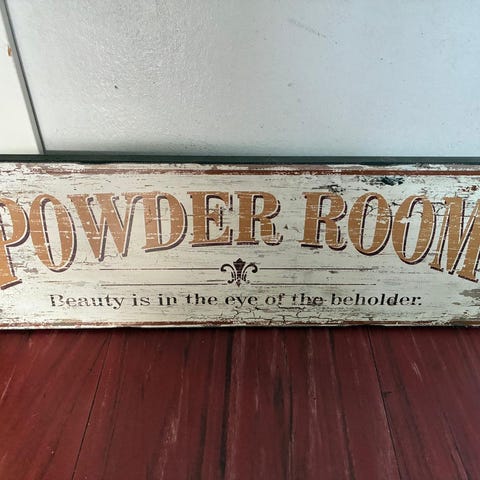 POWDER ROOM
Beauty is in the eye of the beholder.